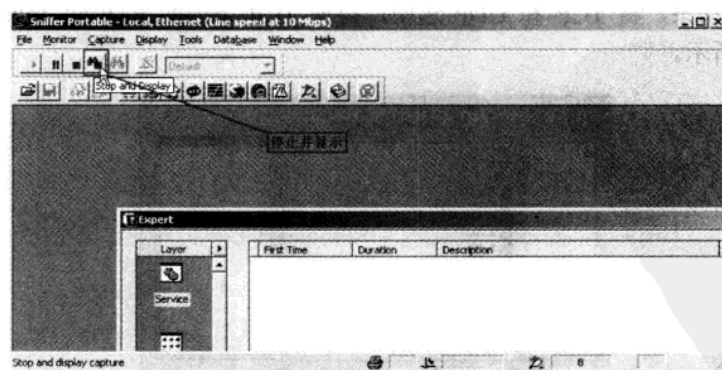 Sniffer Portable - Local, Ethernet (Line speed at 10 Mbps)
File Monitor Capture Display Tools Database Window Help
Default
Stop and Display
停止并显示
Expert
Layer First Time Duration Description
Service
Stop and display capture 8